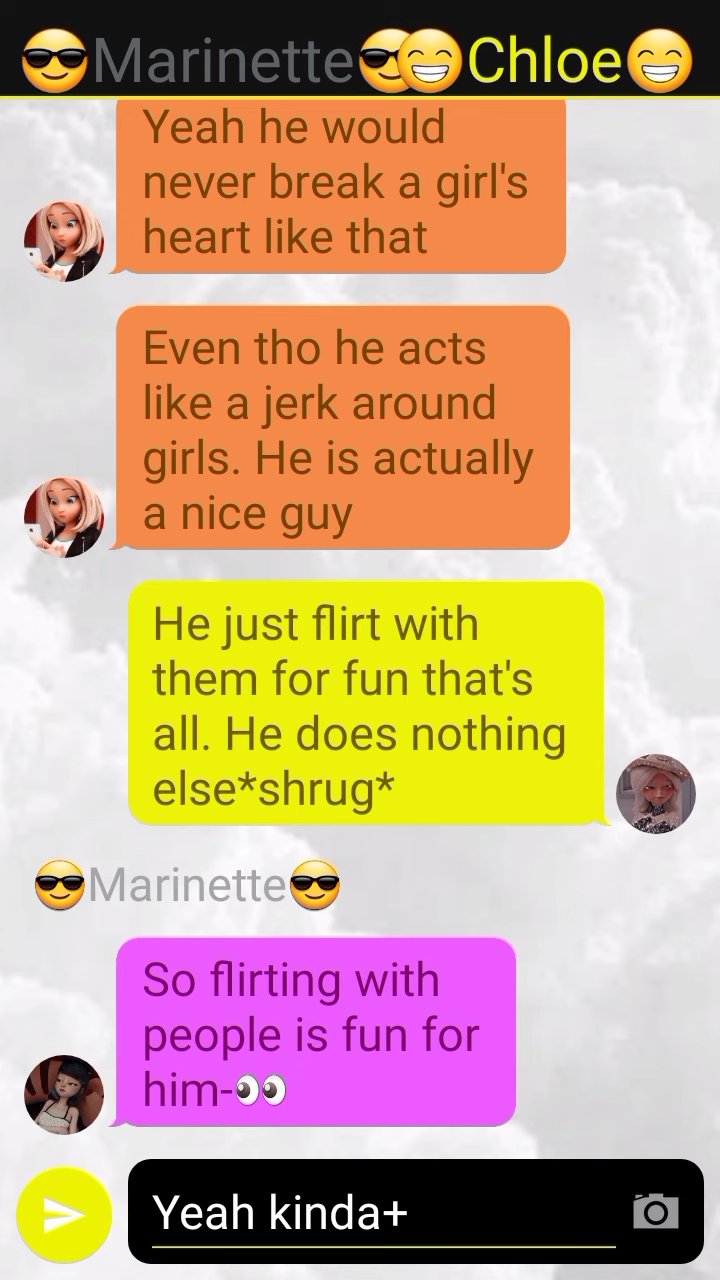 😎Marinette😎😁Chloe😁
Yeah he would
never break a girl's
heart like that
Even tho he acts
like a jerk around
girls. He is actually
a nice guy
He just flirt with
them for fun that's
all. He does nothing
else*shrug*
😎Marinette😎
So flirting with
people is fun for
him-👀
Yeah kinda+